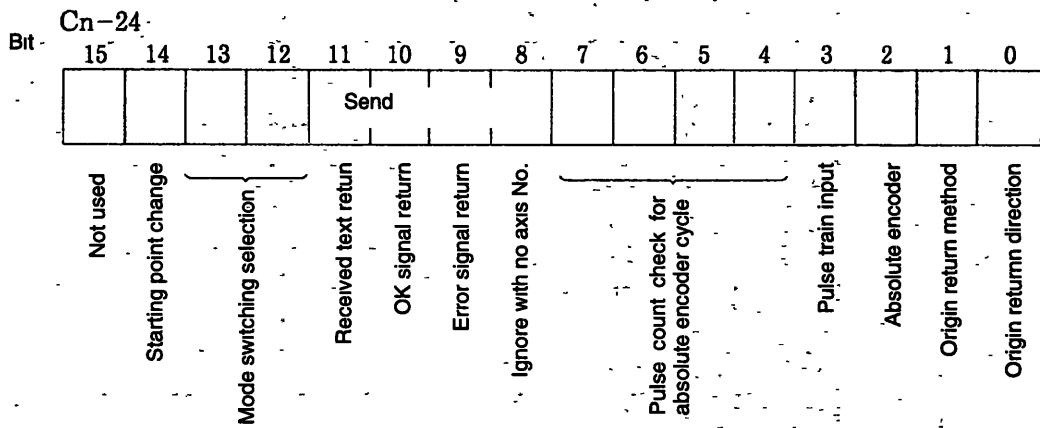 Cn-24
Bit
15 14 13 12 11 10 9 8 7 6 5 4 3 2 1 0
Send
Not used
Starting point change
Mode switching selection
Received text retun
OK signal return
Error signal return
Ignore with no axis No.
Pulse count check for
absolute encoder cycle
Pulse train input
Absolute encoder
Origin return method
Origin returnn direction